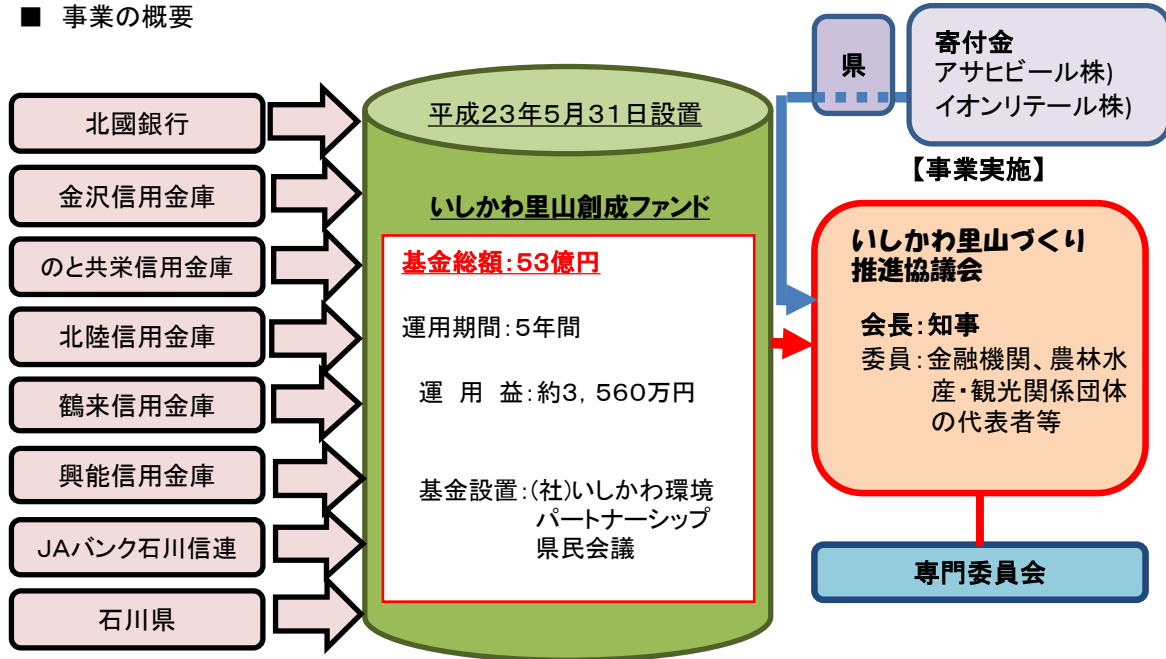 ■ 事業の概要
北國銀行
金沢信用金庫
のと共栄信用金庫
北陸信用金庫
鶴来信用金庫
興能信用金庫
JAバンク石川信連
石川県
平成23年5月31日設置
いしかわ里山創成ファンド
基金総額:53億円
運用期間:5年間
運 用 益:約3，560万円
基金設置:(社)いしかわ環境
パートナーシップ
県民会議
県
寄付金
アサヒビール株)
イオンリテール株)
【事業実施】
いしかわ里山づくり
推進協議会
会長:知事
委員:金融機関、農林水
産・観光関係団体
の代表者等
専門委員会